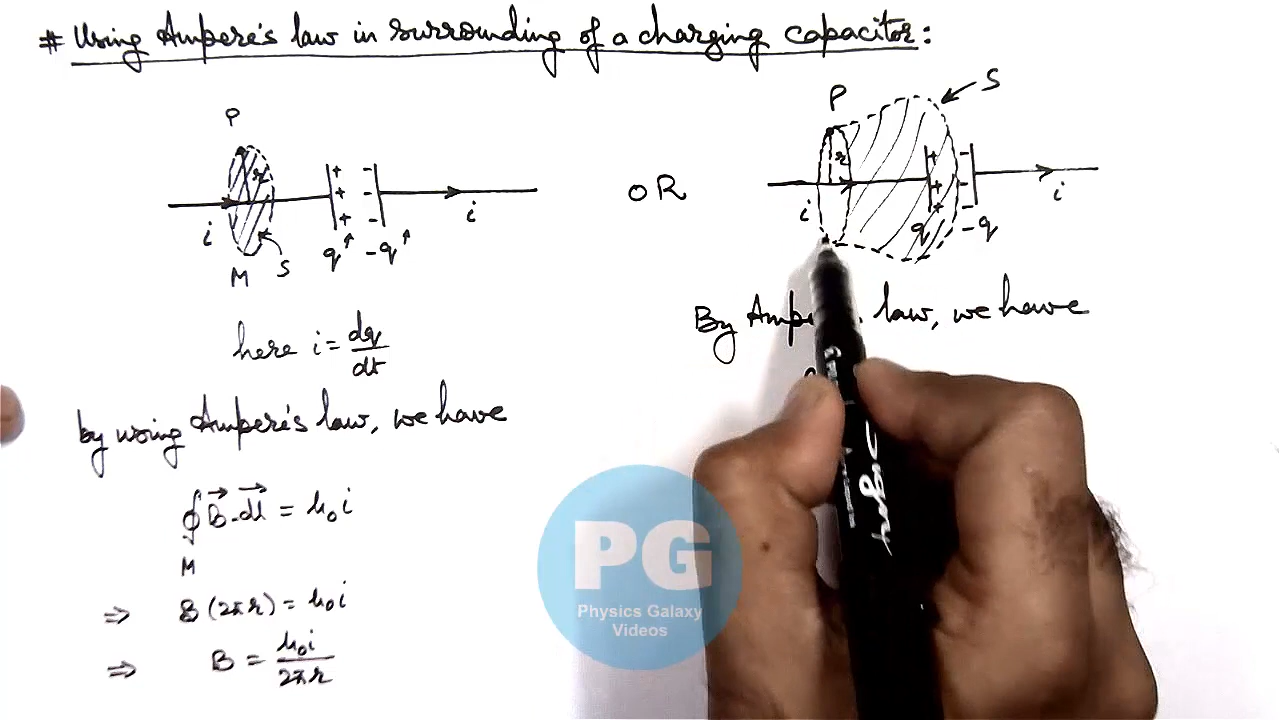 # Using Ampere's law in surrounding of a charging capacitor:
P
r
i
M
S
+ + +
- - -
q↑ -q↑
i
OR
P
S
r
i
+ + +
- - -
q -q
i
here i = dq/dt
By law, we have
by using Ampere's law, we have
∮ B⃗.dl⃗ = μ₀i
M
⇒ B(2πr) = μ₀i
⇒ B = μ₀i/2πr
PG
Physics Galaxy
Videos